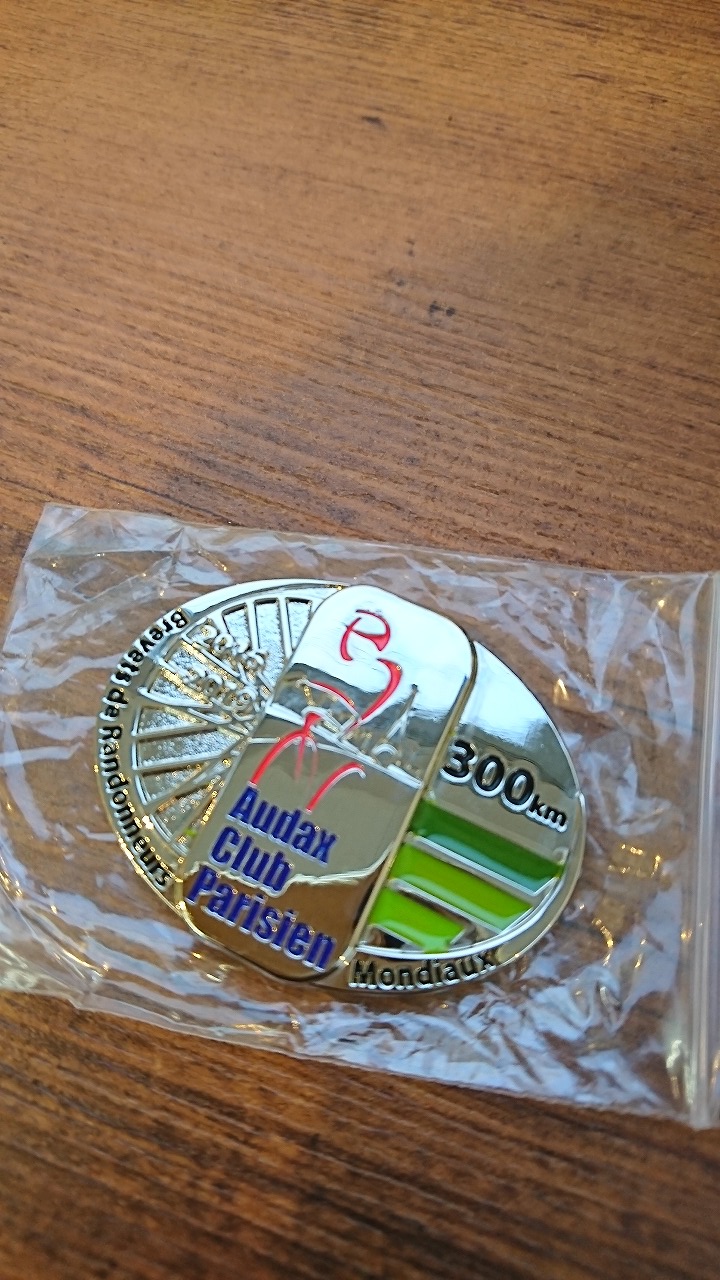 Brevets de Randonneurs
Mondiaux
300km
Audax
Club
Parisien